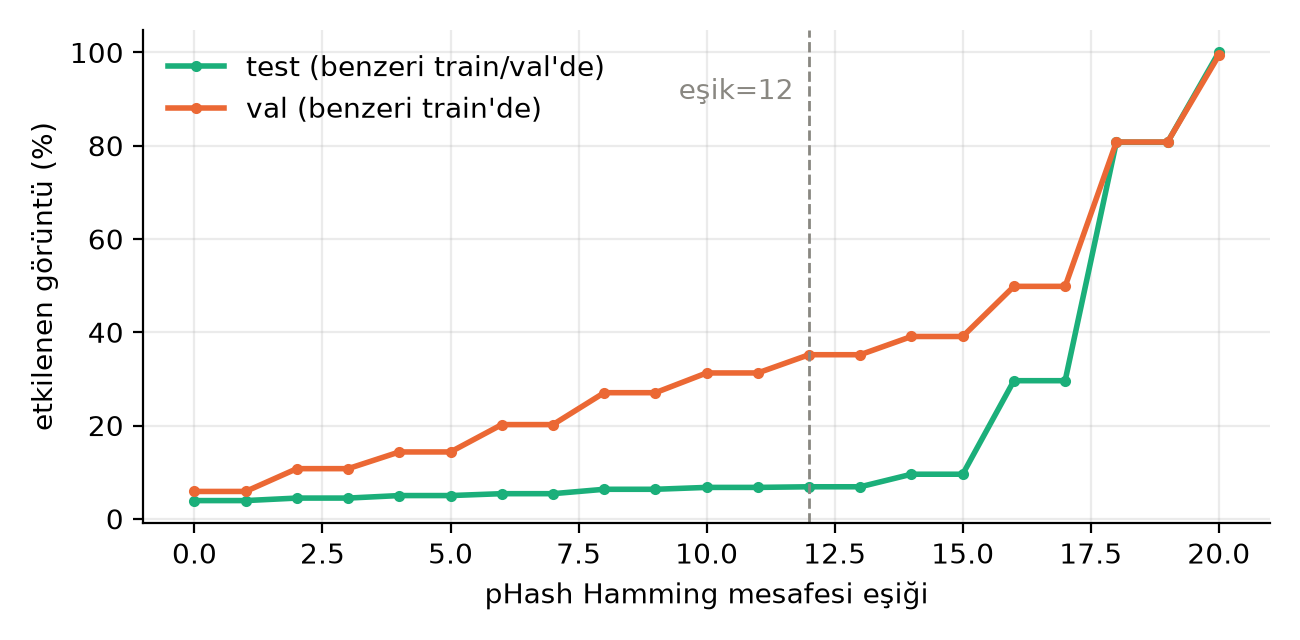 100
80
60
40
20
0
etkilenen görüntü (%)
test (benzeri train/val'de)
val (benzeri train'de)
eşik=12
0.0 2.5 5.0 7.5 10.0 12.5 15.0 17.5 20.0
pHash Hamming mesafesi eşiği